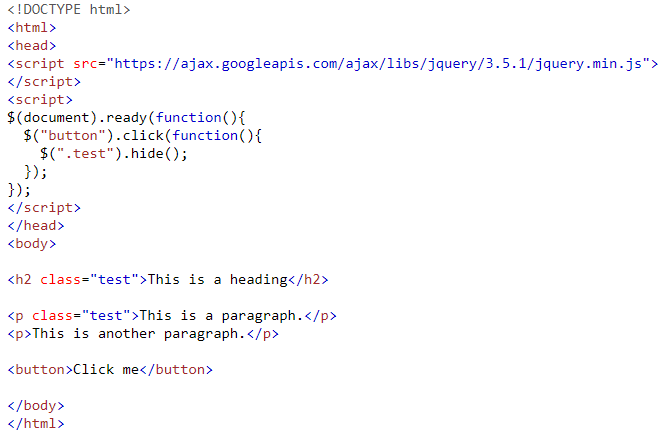 <!DOCTYPE html>
<html>
<head>
<script src="https://ajax.googleapis.com/ajax/libs/jquery/3.5.1/jquery.min.js">
</script>
<script>
$(document).ready(function(){
  $("button").click(function(){
    $(".test").hide();
  });
});
</script>
</head>
<body>

<h2 class="test">This is a heading</h2>

<p class="test">This is a paragraph.</p>
<p>This is another paragraph.</p>

<button>Click me</button>

</body>
</html>